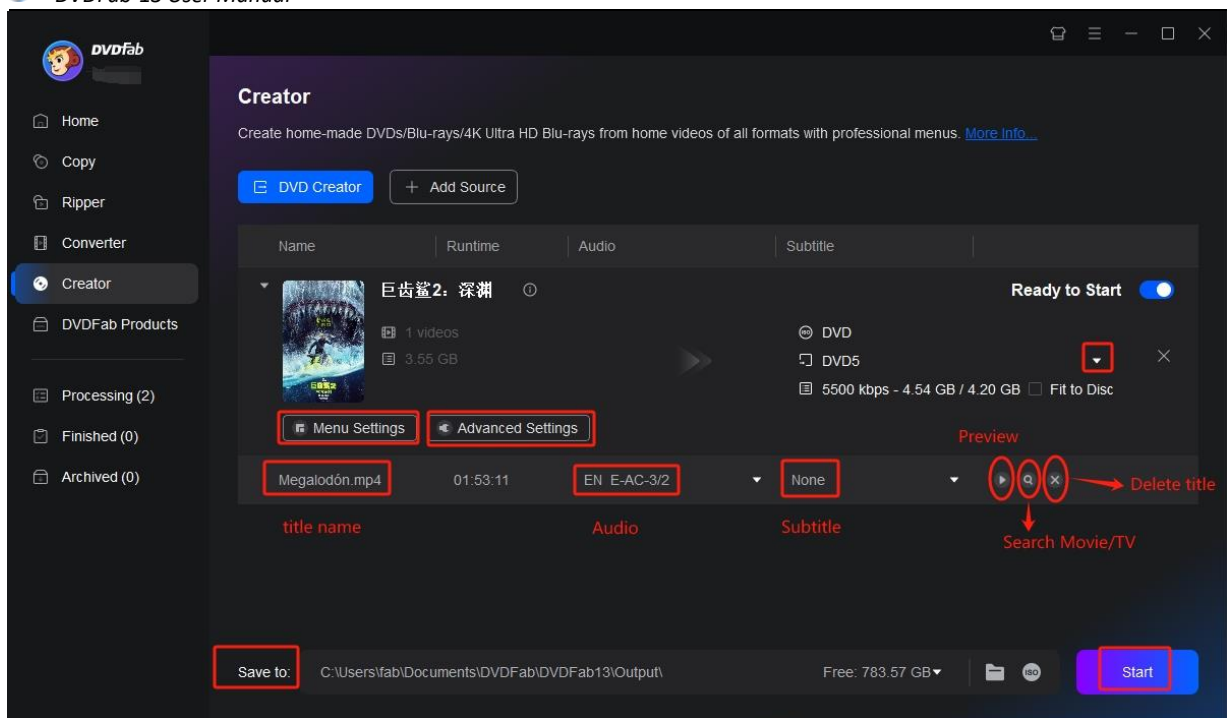 DVDFab 13 User Manual
DVDFab
Home
Copy
Ripper
Converter
Creator
DVDFab Products
Processing (2)
Finished (0)
Archived (0)
Creator
Create home-made DVDs/Blu-rays/4K Ultra HD Blu-rays from home videos of all formats with professional menus. More Info...
DVD Creator
Add Source
Name Runtime Audio Subtitle
巨齿鲨2：深渊
Ready to Start
1 videos
3.55 GB
DVD
DVD5
5500 kbps - 4.54 GB / 4.20 GB Fit to Disc
Menu Settings Advanced Settings
Preview
Megalodón.mp4 01:53:11 EN E-AC-3/2 None
Delete title
title name Audio Subtitle
Search Movie/TV
Save to: C:\Users\fab\Documents\DVDFab\DVDFab13\Output\ Free: 783.57 GB
ISO
Start